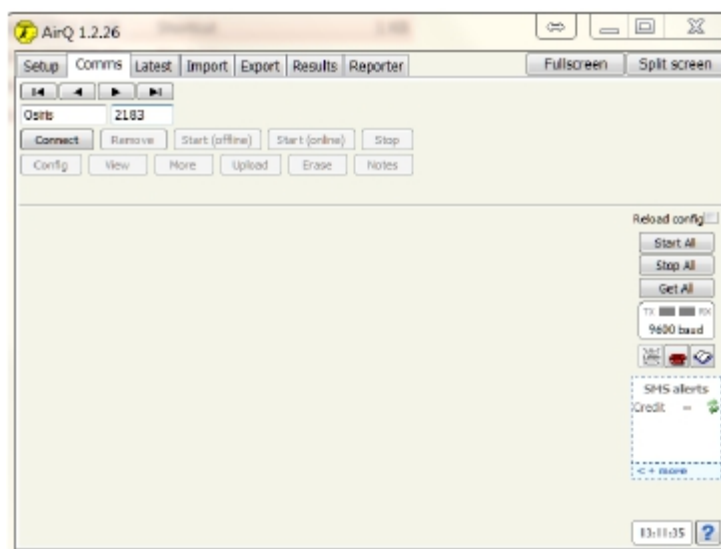 AirQ 1.2.26
Setup Comms Latest Import Export Results Reporter Fullscreen Split screen
Osiris 2183
Connect Remove Start (offline) Start (online) Stop
Config View More Upload Erase Notes
Reload config
Start All
Stop All
Get All
TX RX
9600 baud
SMS alerts
Credit --
< + more
13:11:35 ?